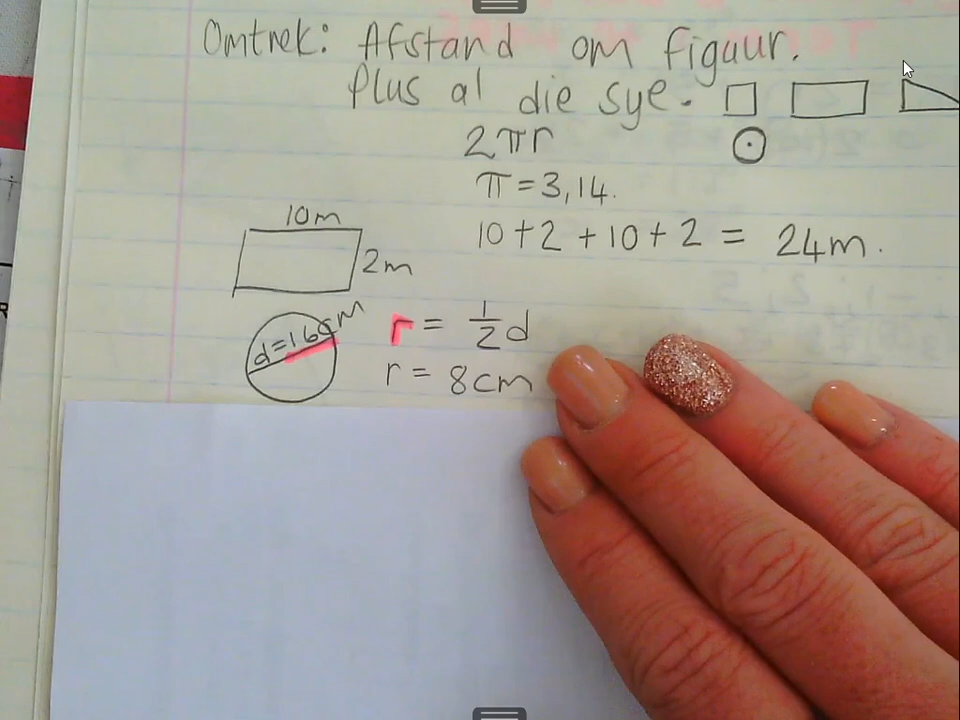 Omtrek: Afstand om figuur.
Plus al die sye.
2πr
π = 3,14.
10 + 2 + 10 + 2 = 24m.
10m
2m
d=16cm
r = 1/2 d
r = 8cm